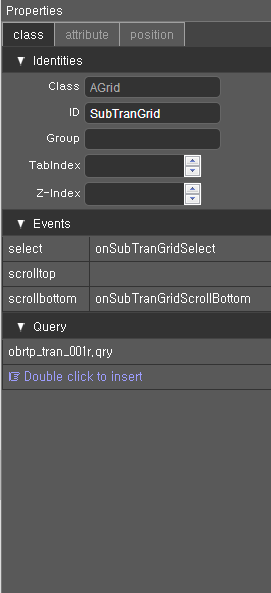 Properties
class attribute position
▼ Identities
Class AGrid
ID SubTranGrid
Group
TabIndex
Z-Index
▼ Events
select onSubTranGridSelect
scrolltop
scrollbottom onSubTranGridScrollBottom
▼ Query
obrtp_tran_001r,qry
☞ Double click to insert